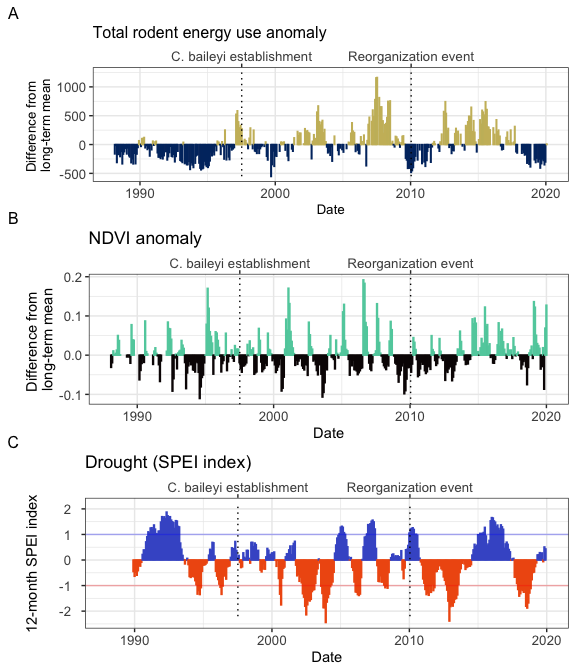 A
Total rodent energy use anomaly
C. baileyi establishment Reorganization event
Difference from
long-term mean
1000
500
0
-500
1990 2000 2010 2020
Date
B
NDVI anomaly
C. baileyi establishment Reorganization event
Difference from
long-term mean
0.2
0.1
0.0
-0.1
1990 2000 2010 2020
Date
C
Drought (SPEI index)
C. baileyi establishment Reorganization event
12-month SPEI index
2
1
0
-1
-2
1990 2000 2010 2020
Date